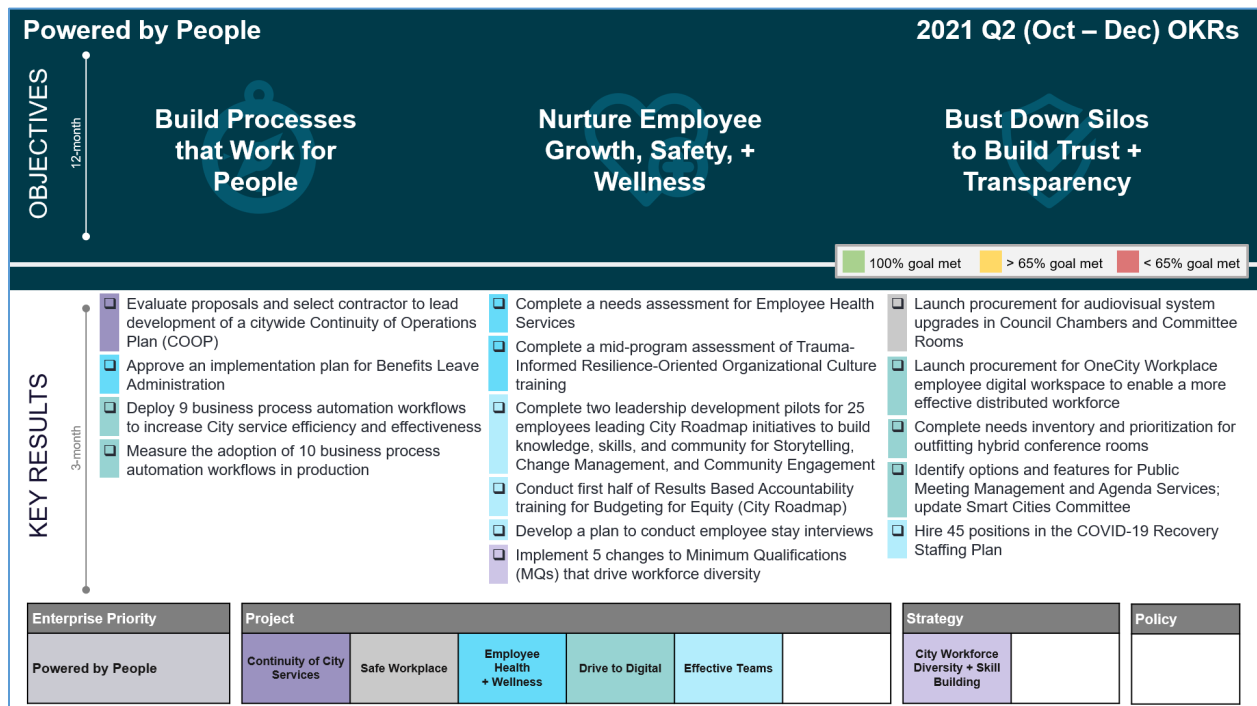 Powered by People
2021 Q2 (Oct – Dec) OKRs
OBJECTIVES
12-month
Build Processes
that Work for
People
Nurture Employee
Growth, Safety, +
Wellness
Bust Down Silos
to Build Trust +
Transparency
100% goal met
> 65% goal met
< 65% goal met
KEY RESULTS
3-month
❑ Evaluate proposals and select contractor to lead
development of a citywide Continuity of Operations
Plan (COOP)
❑ Approve an implementation plan for Benefits Leave
Administration
❑ Deploy 9 business process automation workflows
to increase City service efficiency and effectiveness
❑ Measure the adoption of 10 business process
automation workflows in production
❑ Complete a needs assessment for Employee Health
Services
❑ Complete a mid-program assessment of Trauma-
Informed Resilience-Oriented Organizational Culture
training
❑ Complete two leadership development pilots for 25
employees leading City Roadmap initiatives to build
knowledge, skills, and community for Storytelling,
Change Management, and Community Engagement
❑ Conduct first half of Results Based Accountability
training for Budgeting for Equity (City Roadmap)
❑ Develop a plan to conduct employee stay interviews
❑ Implement 5 changes to Minimum Qualifications
(MQs) that drive workforce diversity
❑ Launch procurement for audiovisual system
upgrades in Council Chambers and Committee
Rooms
❑ Launch procurement for OneCity Workplace
employee digital workspace to enable a more
effective distributed workforce
❑ Complete needs inventory and prioritization for
outfitting hybrid conference rooms
❑ Identify options and features for Public
Meeting Management and Agenda Services;
update Smart Cities Committee
❑ Hire 45 positions in the COVID-19 Recovery
Staffing Plan
Enterprise Priority
Powered by People
Project
Continuity of City
Services
Safe Workplace
Employee
Health
+ Wellness
Drive to Digital
Effective Teams
Strategy
City Workforce
Diversity + Skill
Building
Policy